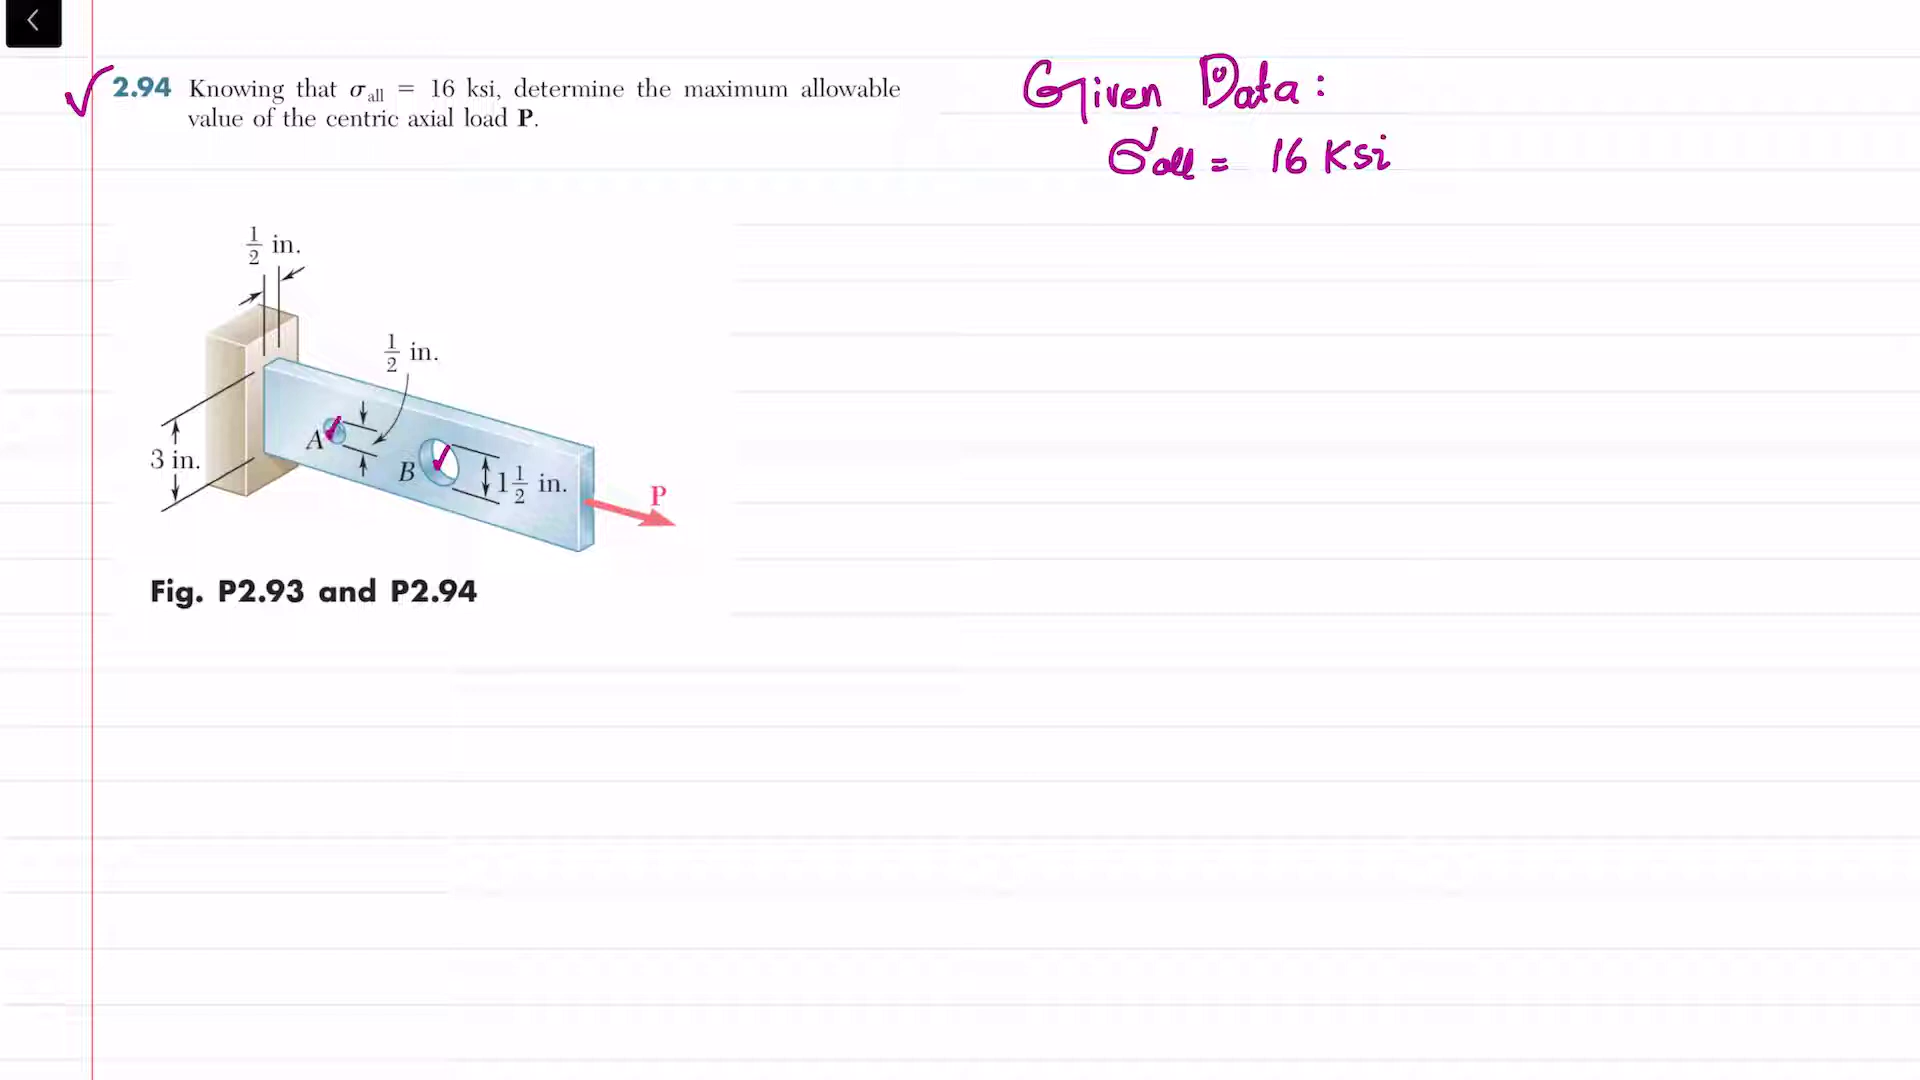 2.94 Knowing that σall = 16 ksi, determine the maximum allowable
value of the centric axial load P.
Given Data:
σall = 16 Ksi
1/2 in.
1/2 in.
A
3 in.
B
1 1/2 in.
P
Fig. P2.93 and P2.94